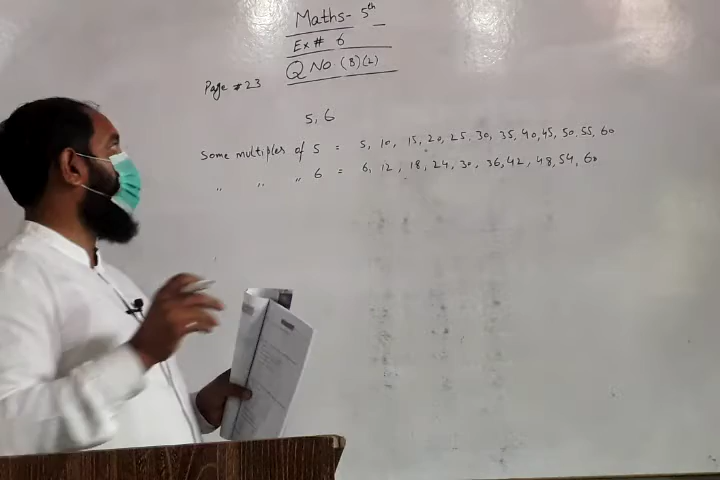 Maths- 5th
Ex # 6
Q NO (B)(2)
Page # 23
5, 6
Some multiples of 5 = 5, 10, 15, 20, 25, 30, 35, 40, 45, 50, 55, 60
" " " 6 = 6, 12, 18, 24, 30, 36, 42, 48, 54, 60